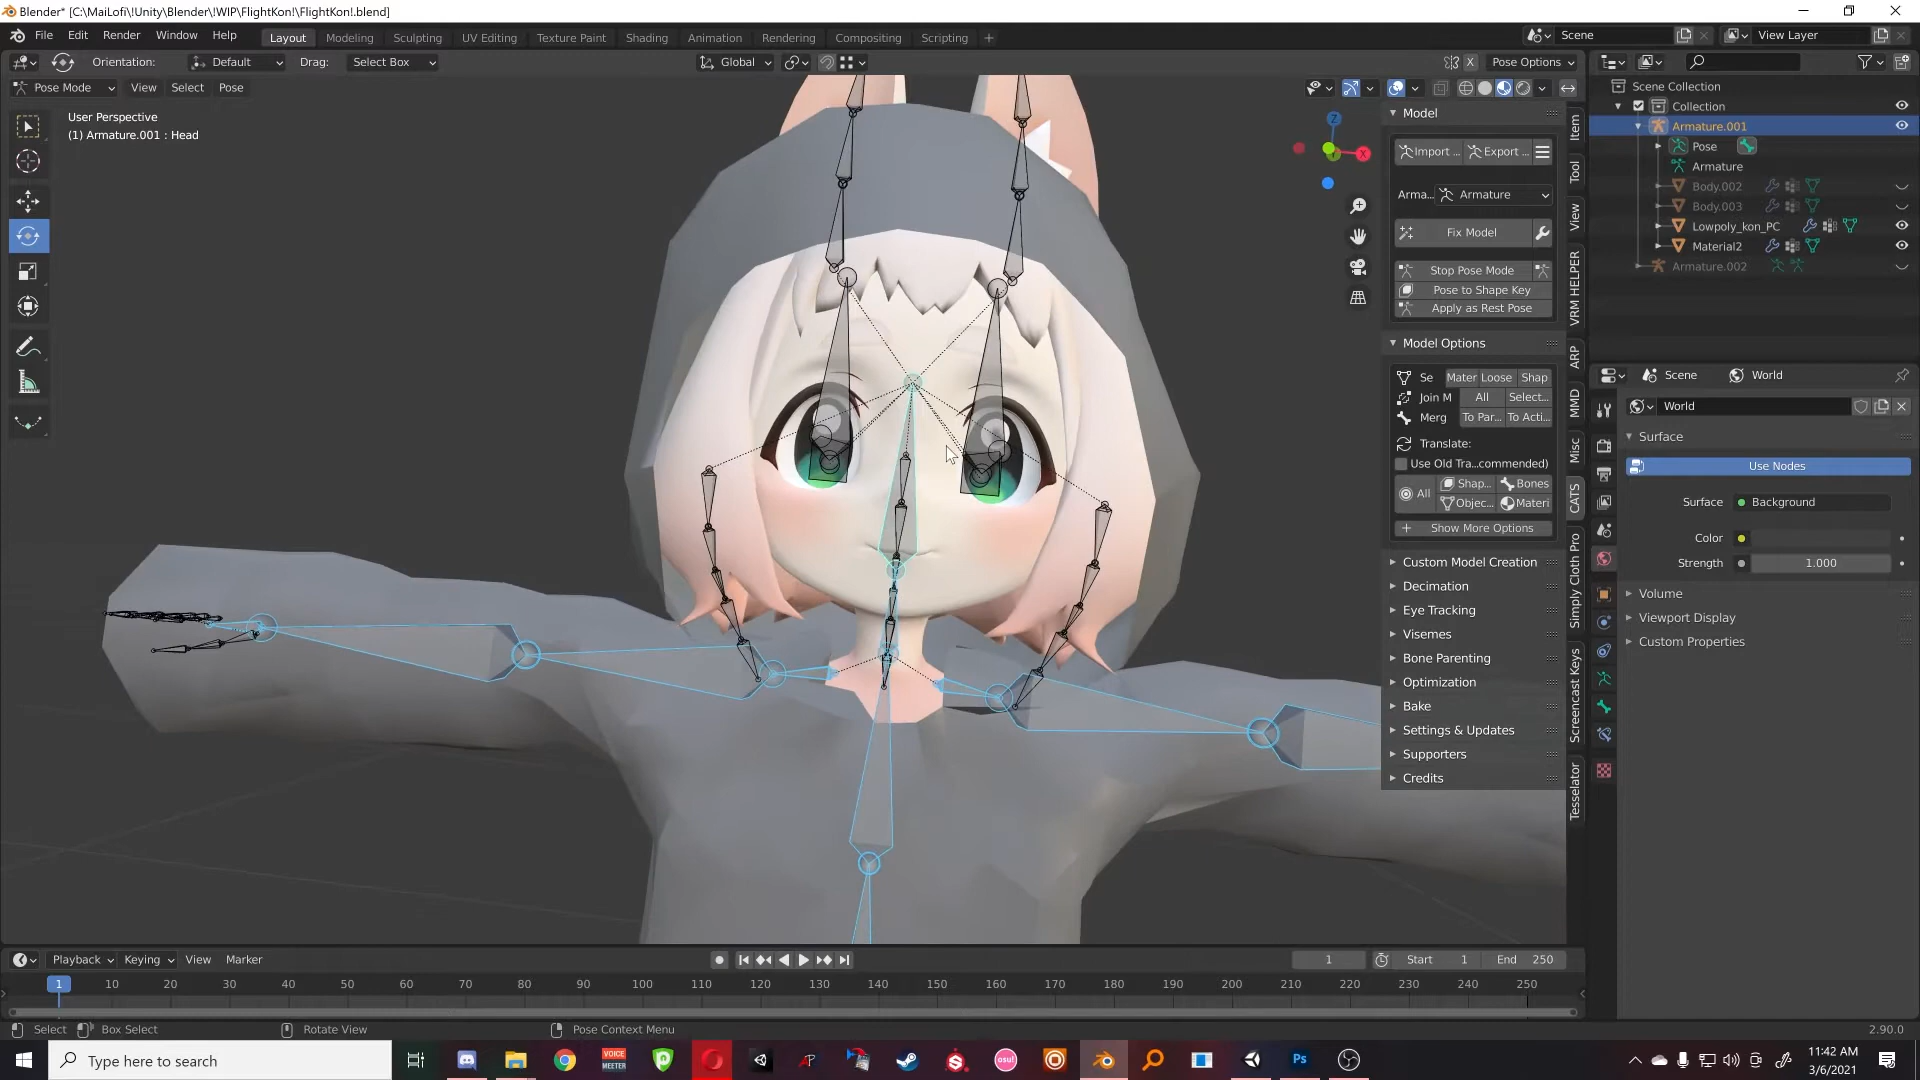 Blender* [C:\MaiLofi\!Unity\Blender\!WIP\FlightKon!\FlightKon!.blend]
File Edit Render Window Help Layout Modeling Sculpting UV Editing Texture Paint Shading Animation Rendering Compositing Scripting + Scene View Layer
Orientation: Default Drag: Select Box Global X Pose Options
Pose Mode View Select Pose
User Perspective
(1) Armature.001 : Head
Z
X
Model
Import ... Export ...
Arma... Armature
Fix Model
Stop Pose Mode
Pose to Shape Key
Apply as Rest Pose
Model Options
Se Mater Loose Shap
Join M All Select...
Merg To Par... To Acti...
Translate:
Use Old Tra...commended)
All Shap... Bones
Objec... Materi
Show More Options
Custom Model Creation
Decimation
Eye Tracking
Visemes
Bone Parenting
Optimization
Bake
Settings & Updates
Supporters
Credits
Item
Tool
View
VRM HELPER
ARP
MMD
Misc
CATS
Simply Cloth Pro
Screencast Keys
Tesselator
Scene Collection
Collection
Armature.001
Pose
Armature
Body.002
Body.003
Lowpoly_kon_PC
Material2
Armature.002
Scene World
World
Surface
Use Nodes
Surface Background
Color
Strength 1.000
Volume
Viewport Display
Custom Properties
Playback Keying View Marker 1 Start 1 End 250
1 10 20 30 40 50 60 70 80 90 100 110 120 130 140 150 160 170 180 190 200 210 220 230 240 250
Select Box Select Rotate View Pose Context Menu 2.90.0
Type here to search
VOICE MEETER
osu!
Ps
11:42 AM
3/6/2021